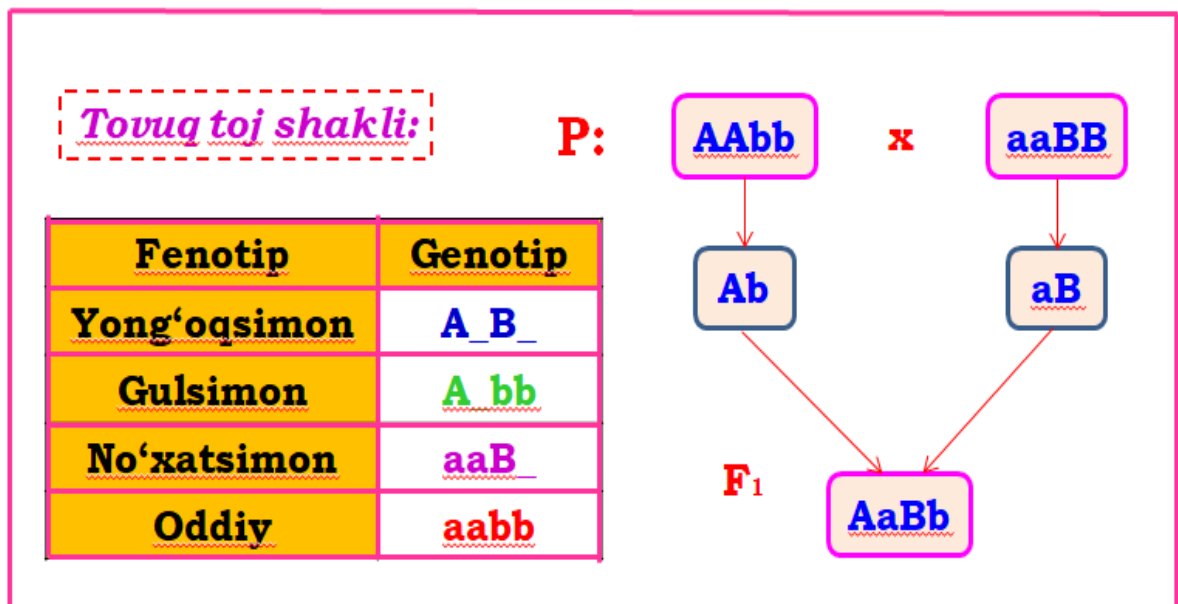 Tovuq toj shakli:
P: AAbb x aaBB
Fenotip Genotip
Yong‘oqsimon A_B_
Gulsimon A_bb
No‘xatsimon aaB_
Oddiy aabb
Ab aB
F1
AaBb